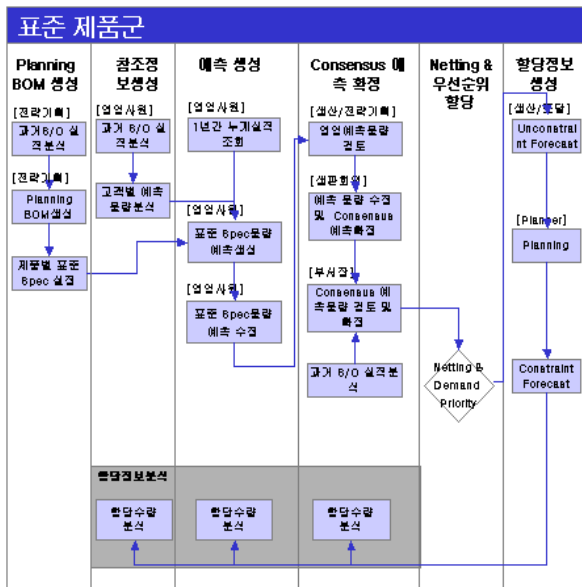 표준 제품군
Planning
BOM 생성
참조정
보생성
예측 생성
Consensus 예
측 확정
Netting &
우선순위
할당
할당정보
생성
[전략기획]
과거 S/O 실
적분석
[전략기획]
Planning
BOM생성
제품별 표준
Spec 설정
[영업사원]
과거 S/O 실
적분석
고객별 예측
물량분석
[영업사원]
1년간 누계실적
조회
[영업사원]
표준 Spec물량
예측생성
[영업사원]
표준 Spec물량
예측 수정
[생산/전략기획]
영업예측물량
검토
[생판회의]
예측 물량 수정
및 Consensus
예측확정
[부서장]
Consensus 예
측물량 검토 및
확정
과거 S/O 실적분
석
Netting &
Demand
Priority
[생산/분당]
Unconstrai
nt Forecast
[Planner]
Planning
Constraint
Forecast
할당정보분석
할당수량
분석
할당수량
분석
할당수량
분석